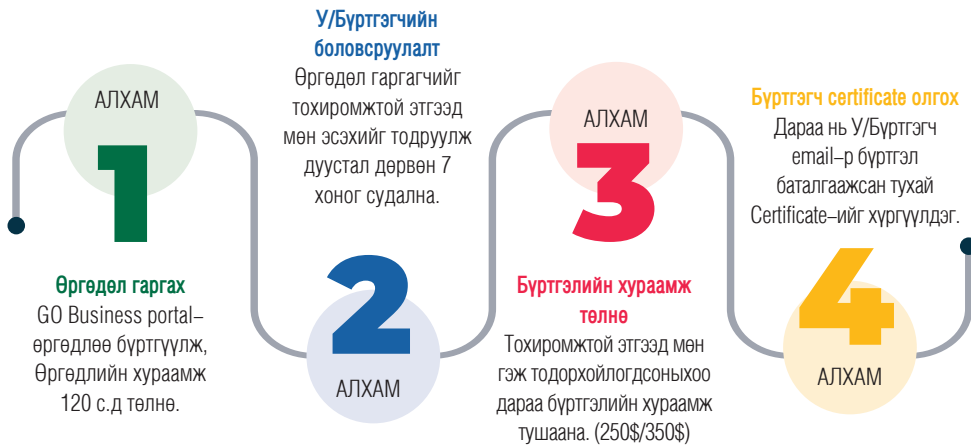 АЛХАМ
1
Өргөдөл гаргах
GO Business portal–
өргөдлөө бүртгүүлж,
Өргөдлийн хураамж
120 с.д төлнө.
У/Бүртгэгчийн
боловсруулалт
Өргөдөл гаргагчийг
тохиромжтой этгээд
мөн эсэхийг тодруулж
дуустал дөрвөн 7
хоног судална.
2
АЛХАМ
АЛХАМ
3
Бүртгэлийн хураамж
төлнө
Тохиромжтой этгээд мөн
гэж тодорхойлогдсоныхоо
дараа бүртгэлийн хураамж
тушаана. (250$/350$)
Бүртгэгч certificate олгох
Дараа нь У/Бүртгэгч
email–р бүртгэл
баталгаажсан тухай
Certificate–ийг хүргүүлдэг.
4
АЛХАМ